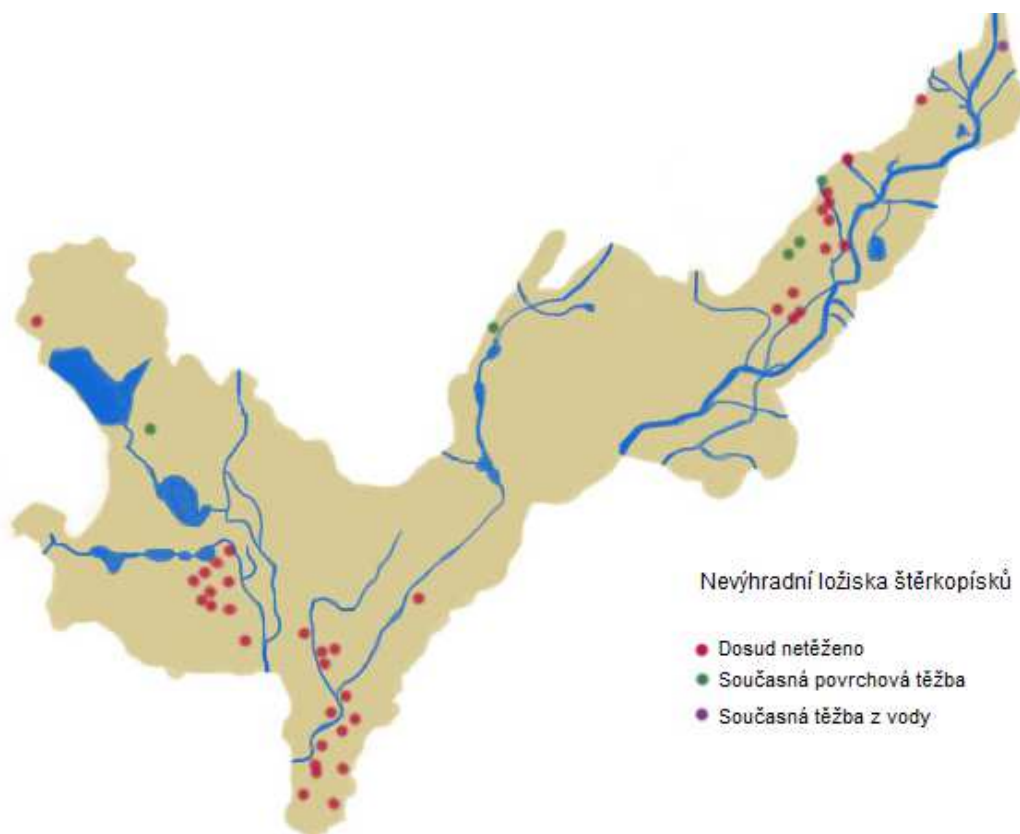 Nevýhradní ložiska štěrkopísků
Dosud netěženo
Současná povrchová těžba
Současná těžba z vody